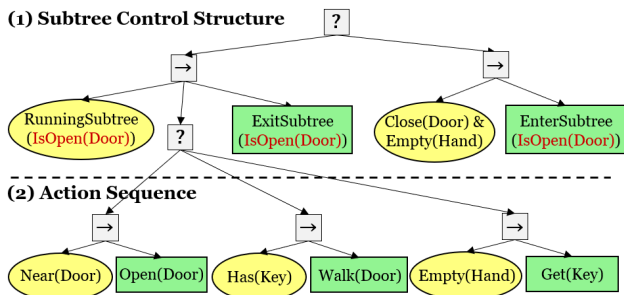 (1) Subtree Control Structure
?
→
→
RunningSubtree
(IsOpen(Door))
ExitSubtree
(IsOpen(Door))
Close(Door) &
Empty(Hand)
EnterSubtree
(IsOpen(Door))
?
(2) Action Sequence
→
→
→
Near(Door)
Open(Door)
Has(Key)
Walk(Door)
Empty(Hand)
Get(Key)